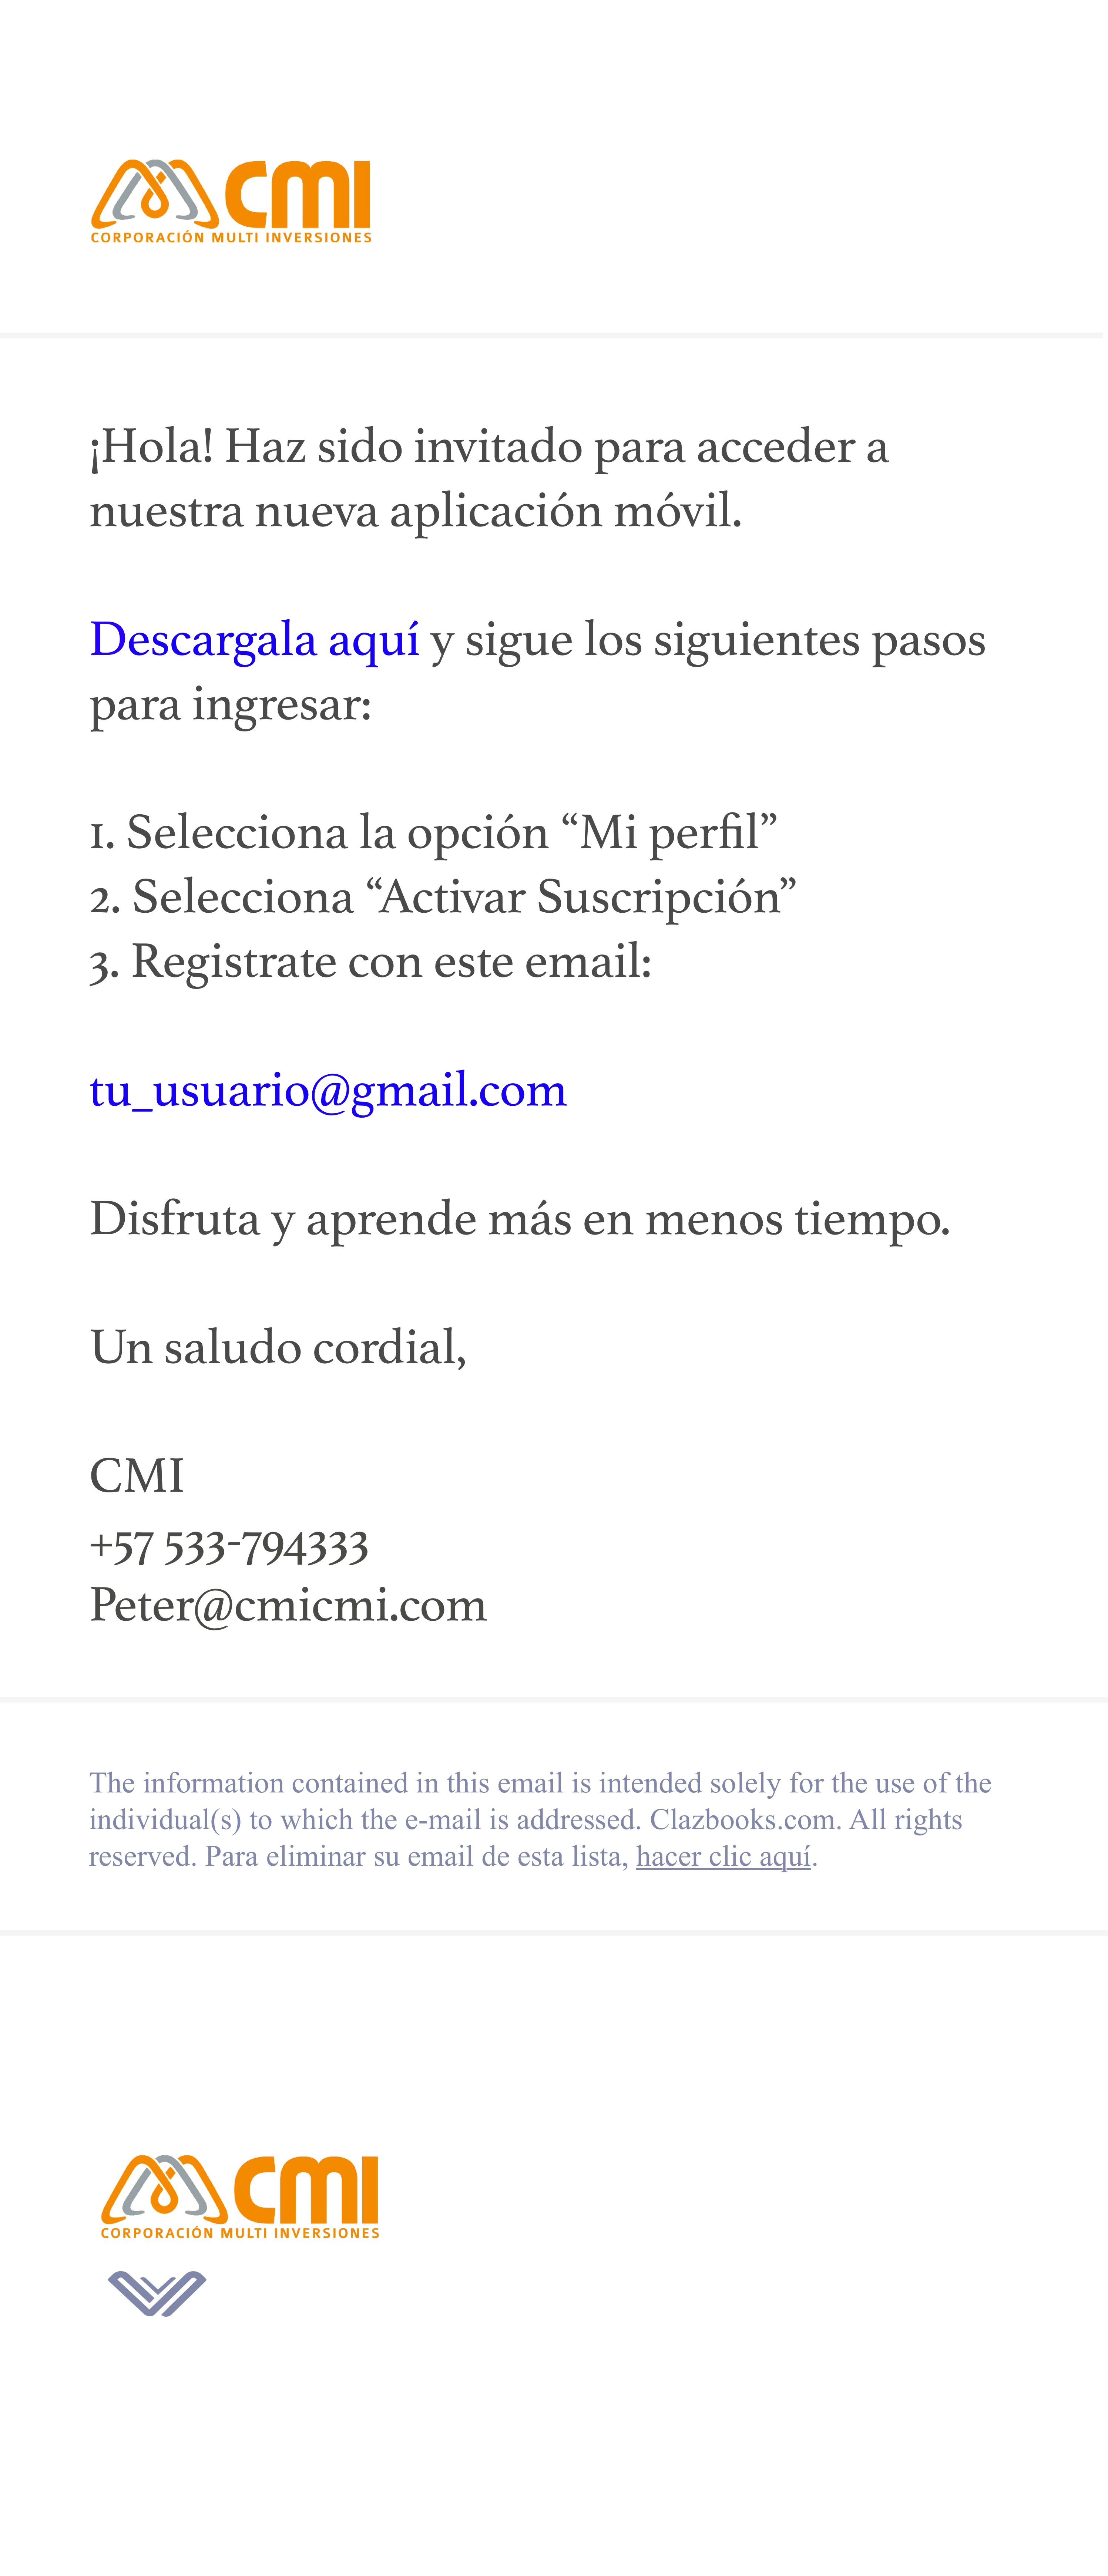 CMI
CORPORACIÓN MULTI INVERSIONES
¡Hola! Haz sido invitado para acceder a
nuestra nueva aplicación móvil.
Descargala aquí y sigue los siguientes pasos
para ingresar:
1. Selecciona la opción “Mi perfil”
2. Selecciona “Activar Suscripción”
3. Registrate con este email:
tu_usuario@gmail.com
Disfruta y aprende más en menos tiempo.
Un saludo cordial,
CMI
+57 533-794333
Peter@cmicmi.com
The information contained in this email is intended solely for the use of the
individual(s) to which the e-mail is addressed. Clazbooks.com. All rights
reserved. Para eliminar su email de esta lista, hacer clic aquí.
CMI
CORPORACIÓN MULTI INVERSIONES